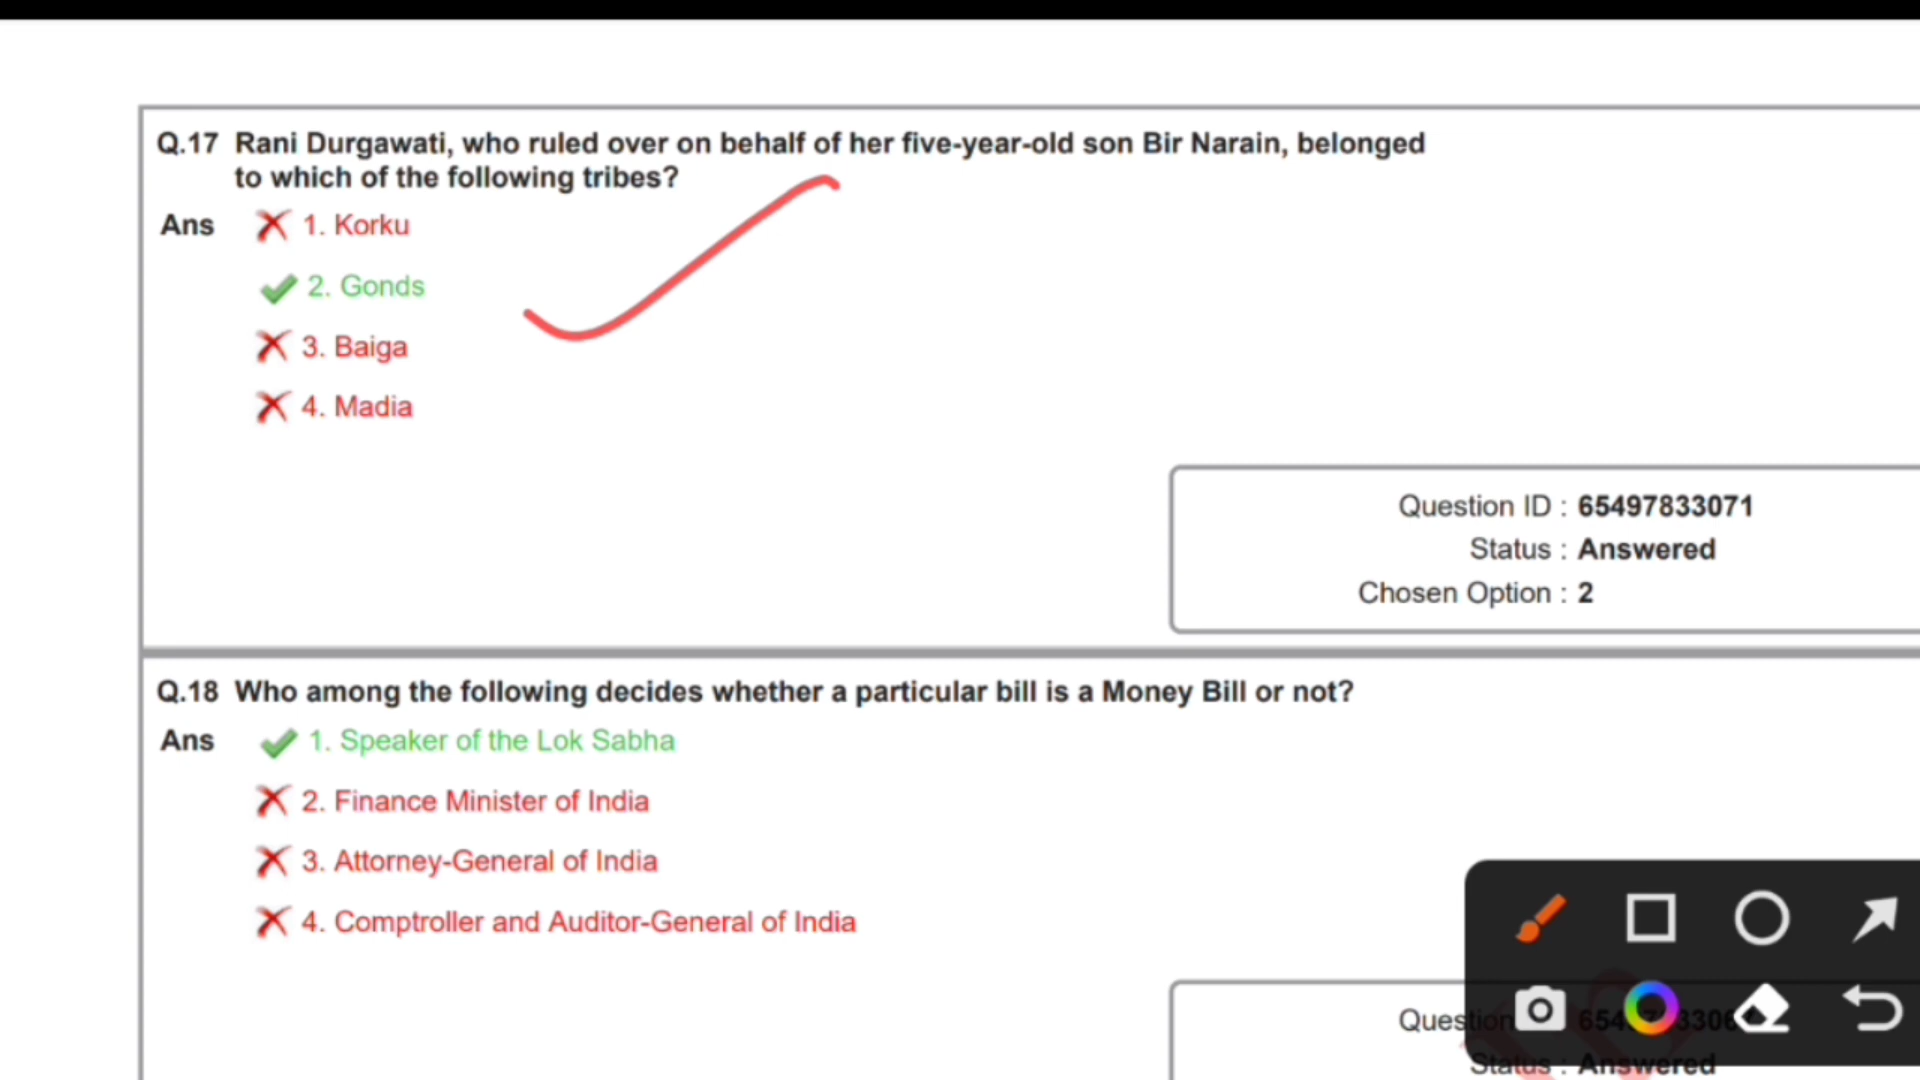 Q.17 Rani Durgawati, who ruled over on behalf of her five-year-old son Bir Narain, belonged
to which of the following tribes?
Ans 1. Korku
2. Gonds
3. Baiga
4. Madia
Question ID : 65497833071
Status : Answered
Chosen Option : 2
Q.18 Who among the following decides whether a particular bill is a Money Bill or not?
Ans 1. Speaker of the Lok Sabha
2. Finance Minister of India
3. Attorney-General of India
4. Comptroller and Auditor-General of India
Question
Status : Answered